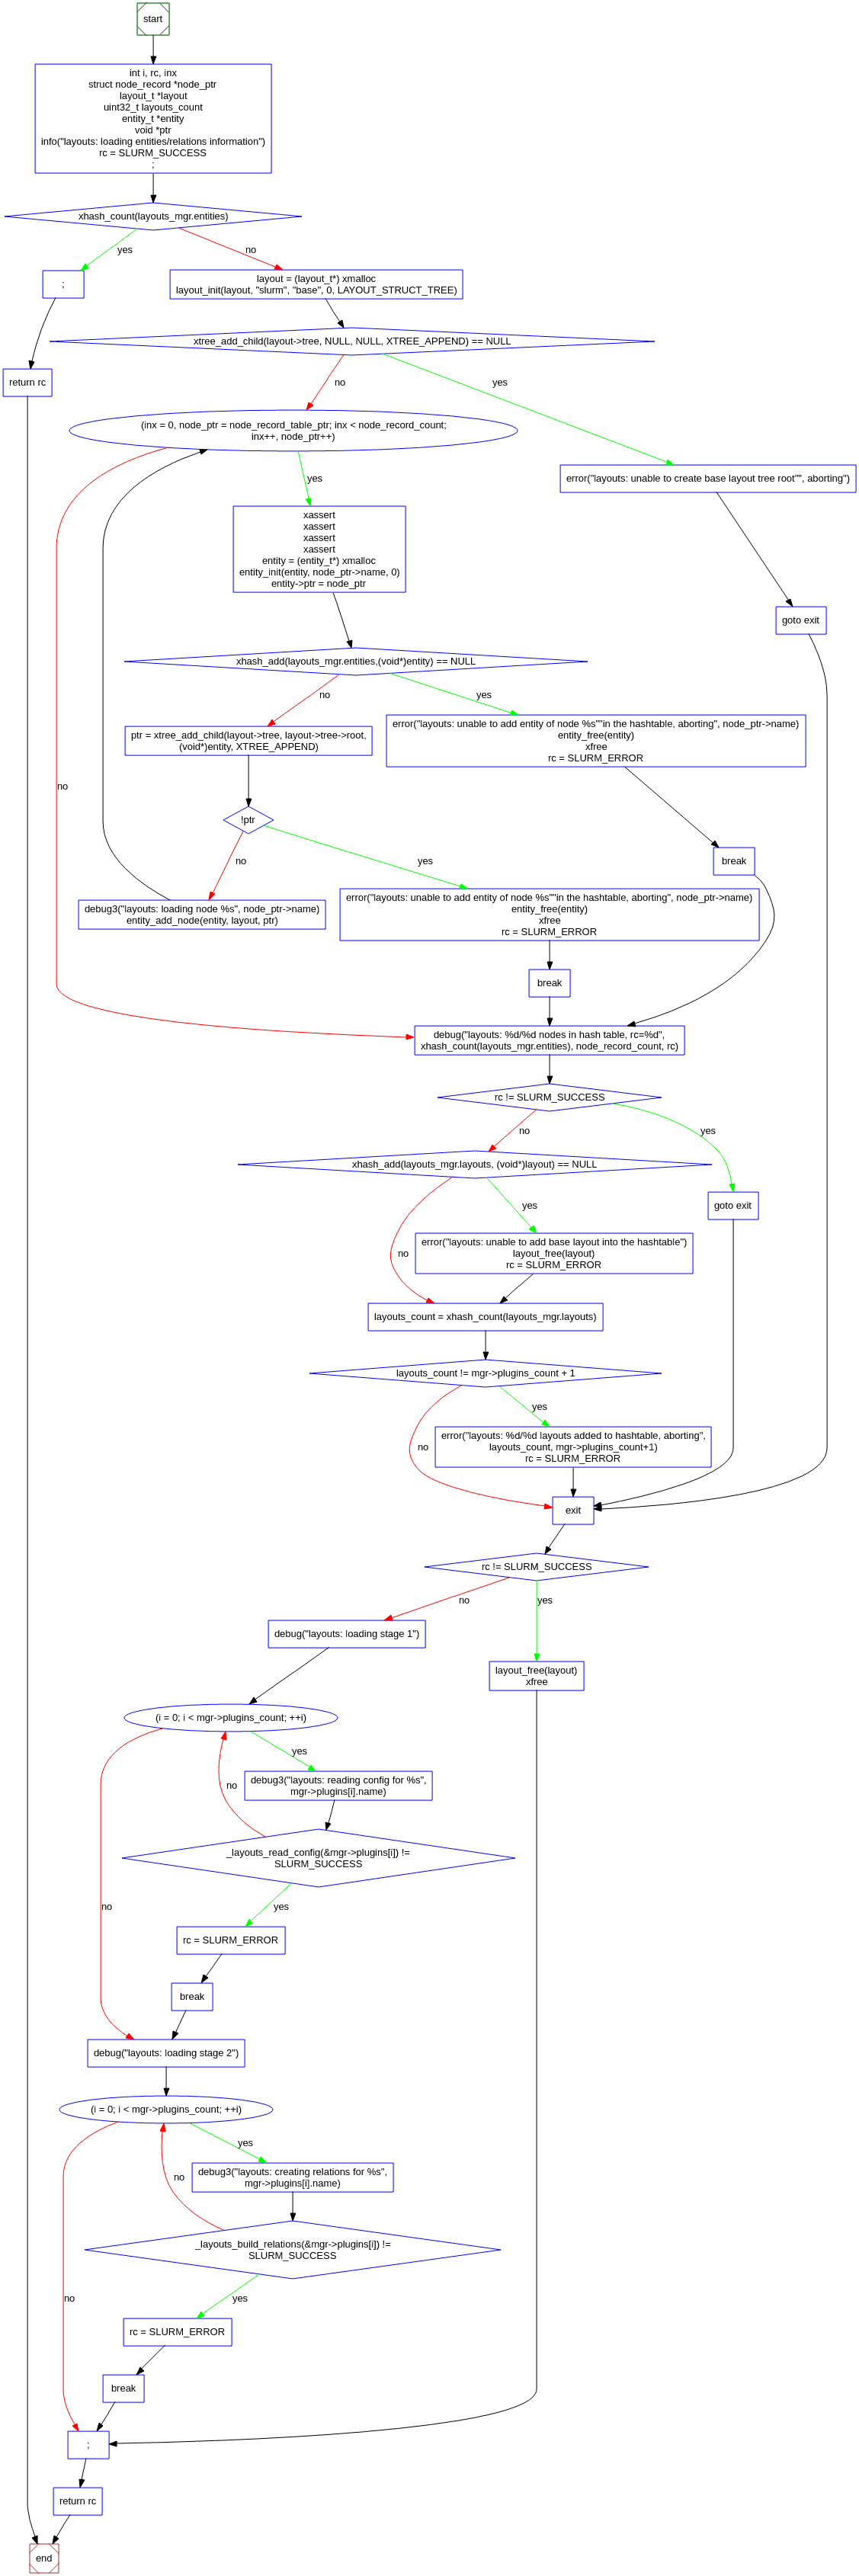 start
int i, rc, inx
struct node_record *node_ptr
layout_t *layout
uint32_t layouts_count
entity_t *entity
void *ptr
info("layouts: loading entities/relations information")
rc = SLURM_SUCCESS
;
xhash_count(layouts_mgr.entities)
yes
no
;
layout = (layout_t*) xmalloc
layout_init(layout, "slurm", "base", 0, LAYOUT_STRUCT_TREE)
xtree_add_child(layout->tree, NULL, NULL, XTREE_APPEND) == NULL
return rc
no
yes
(inx = 0, node_ptr = node_record_table_ptr; inx < node_record_count;
inx++, node_ptr++)
yes
error("layouts: unable to create base layout tree root"", aborting")
xassert
xassert
xassert
xassert
entity = (entity_t*) xmalloc
entity_init(entity, node_ptr->name, 0)
entity->ptr = node_ptr
goto exit
xhash_add(layouts_mgr.entities,(void*)entity) == NULL
no
yes
ptr = xtree_add_child(layout->tree, layout->tree->root,
(void*)entity, XTREE_APPEND)
error("layouts: unable to add entity of node %s""in the hashtable, aborting", node_ptr->name)
entity_free(entity)
xfree
rc = SLURM_ERROR
no
!ptr
break
no
yes
debug3("layouts: loading node %s", node_ptr->name)
entity_add_node(entity, layout, ptr)
error("layouts: unable to add entity of node %s""in the hashtable, aborting", node_ptr->name)
entity_free(entity)
xfree
rc = SLURM_ERROR
break
debug("layouts: %d/%d nodes in hash table, rc=%d",
xhash_count(layouts_mgr.entities), node_record_count, rc)
rc != SLURM_SUCCESS
no
yes
xhash_add(layouts_mgr.layouts, (void*)layout) == NULL
yes
goto exit
error("layouts: unable to add base layout into the hashtable")
layout_free(layout)
rc = SLURM_ERROR
no
layouts_count = xhash_count(layouts_mgr.layouts)
layouts_count != mgr->plugins_count + 1
yes
error("layouts: %d/%d layouts added to hashtable, aborting",
layouts_count, mgr->plugins_count+1)
rc = SLURM_ERROR
no
exit
rc != SLURM_SUCCESS
no
yes
debug("layouts: loading stage 1")
layout_free(layout)
xfree
(i = 0; i < mgr->plugins_count; ++i)
yes
debug3("layouts: reading config for %s",
mgr->plugins[i].name)
no
_layouts_read_config(&mgr->plugins[i]) !=
SLURM_SUCCESS
no
yes
rc = SLURM_ERROR
break
debug("layouts: loading stage 2")
(i = 0; i < mgr->plugins_count; ++i)
yes
debug3("layouts: creating relations for %s",
mgr->plugins[i].name)
no
_layouts_build_relations(&mgr->plugins[i]) !=
SLURM_SUCCESS
no
yes
rc = SLURM_ERROR
break
;
return rc
end